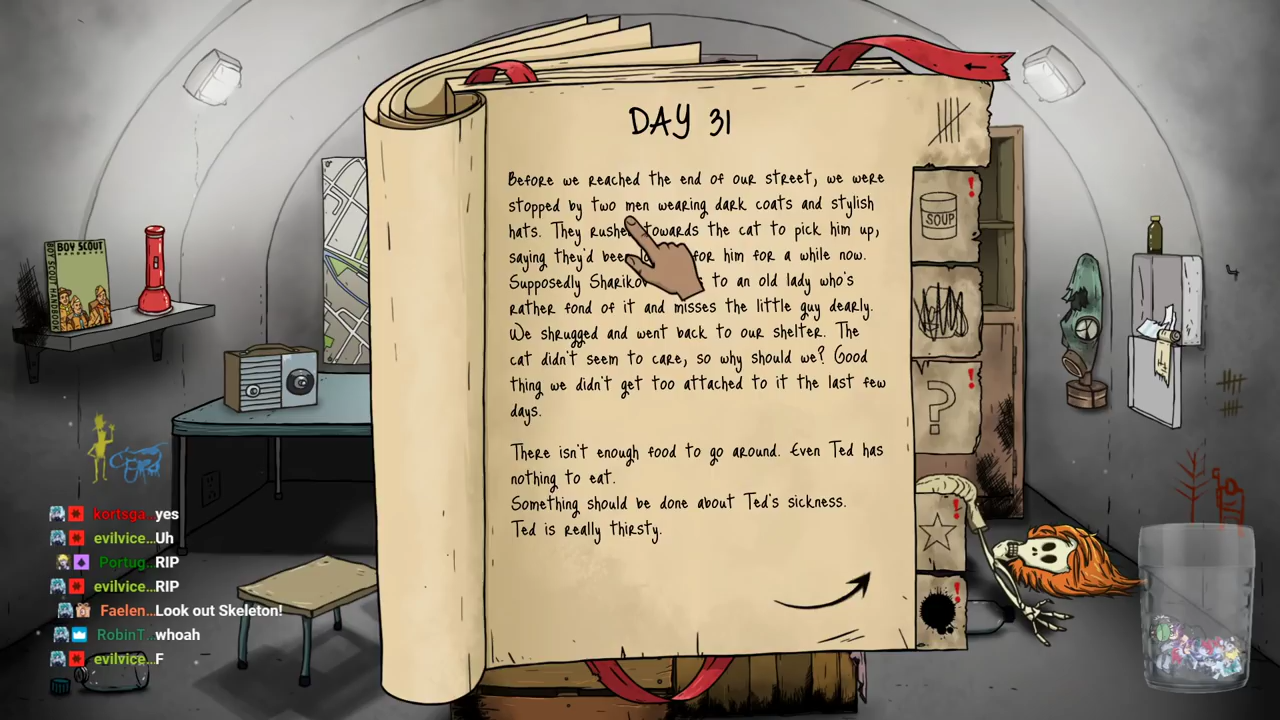 DAY 31
Before we reached the end of our street, we were
stopped by two men wearing dark coats and stylish
hats. They rushe towards the cat to pick him up,
saying they'd bee for him for a while now.
Supposedly Shariko to an old lady who's
rather fond of it and misses the little guy dearly.
We shrugged and went back to our shelter. The
cat didn't seem to care, so why should we? Good
thing we didn't get too attached to it the last few
days.
There isn't enough food to go around. Even Ted has
nothing to eat.
Something should be done about Ted's sickness.
Ted is really thirsty.
SOUP
!
?
!
!
!
BOY SCOUT
BOY SCOUT HANDBOOK
kortsga..yes
evilvice...Uh
Portug..RIP
evilvice...RIP
Faelen...Look out Skeleton!
RobinT..whoah
evilvice...F